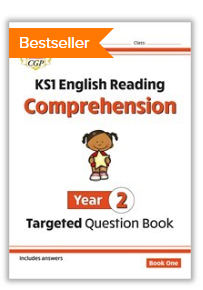 Bestseller
CGP
Class:
KS1 English Reading
Comprehension
Year 2
Targeted Question Book
Includes answers
Book One